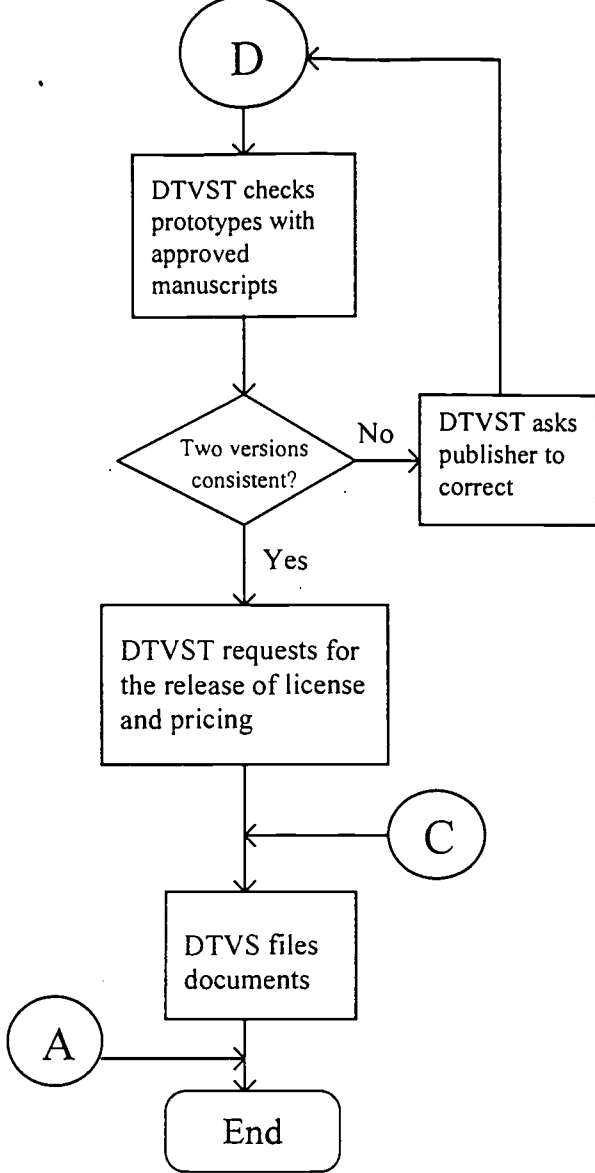 D
DTVST checks
prototypes with
approved
manuscripts
Two versions
consistent?
No
DTVST asks
publisher to
correct
Yes
DTVST requests for
the release of license
and pricing
C
DTVS files
documents
A
End